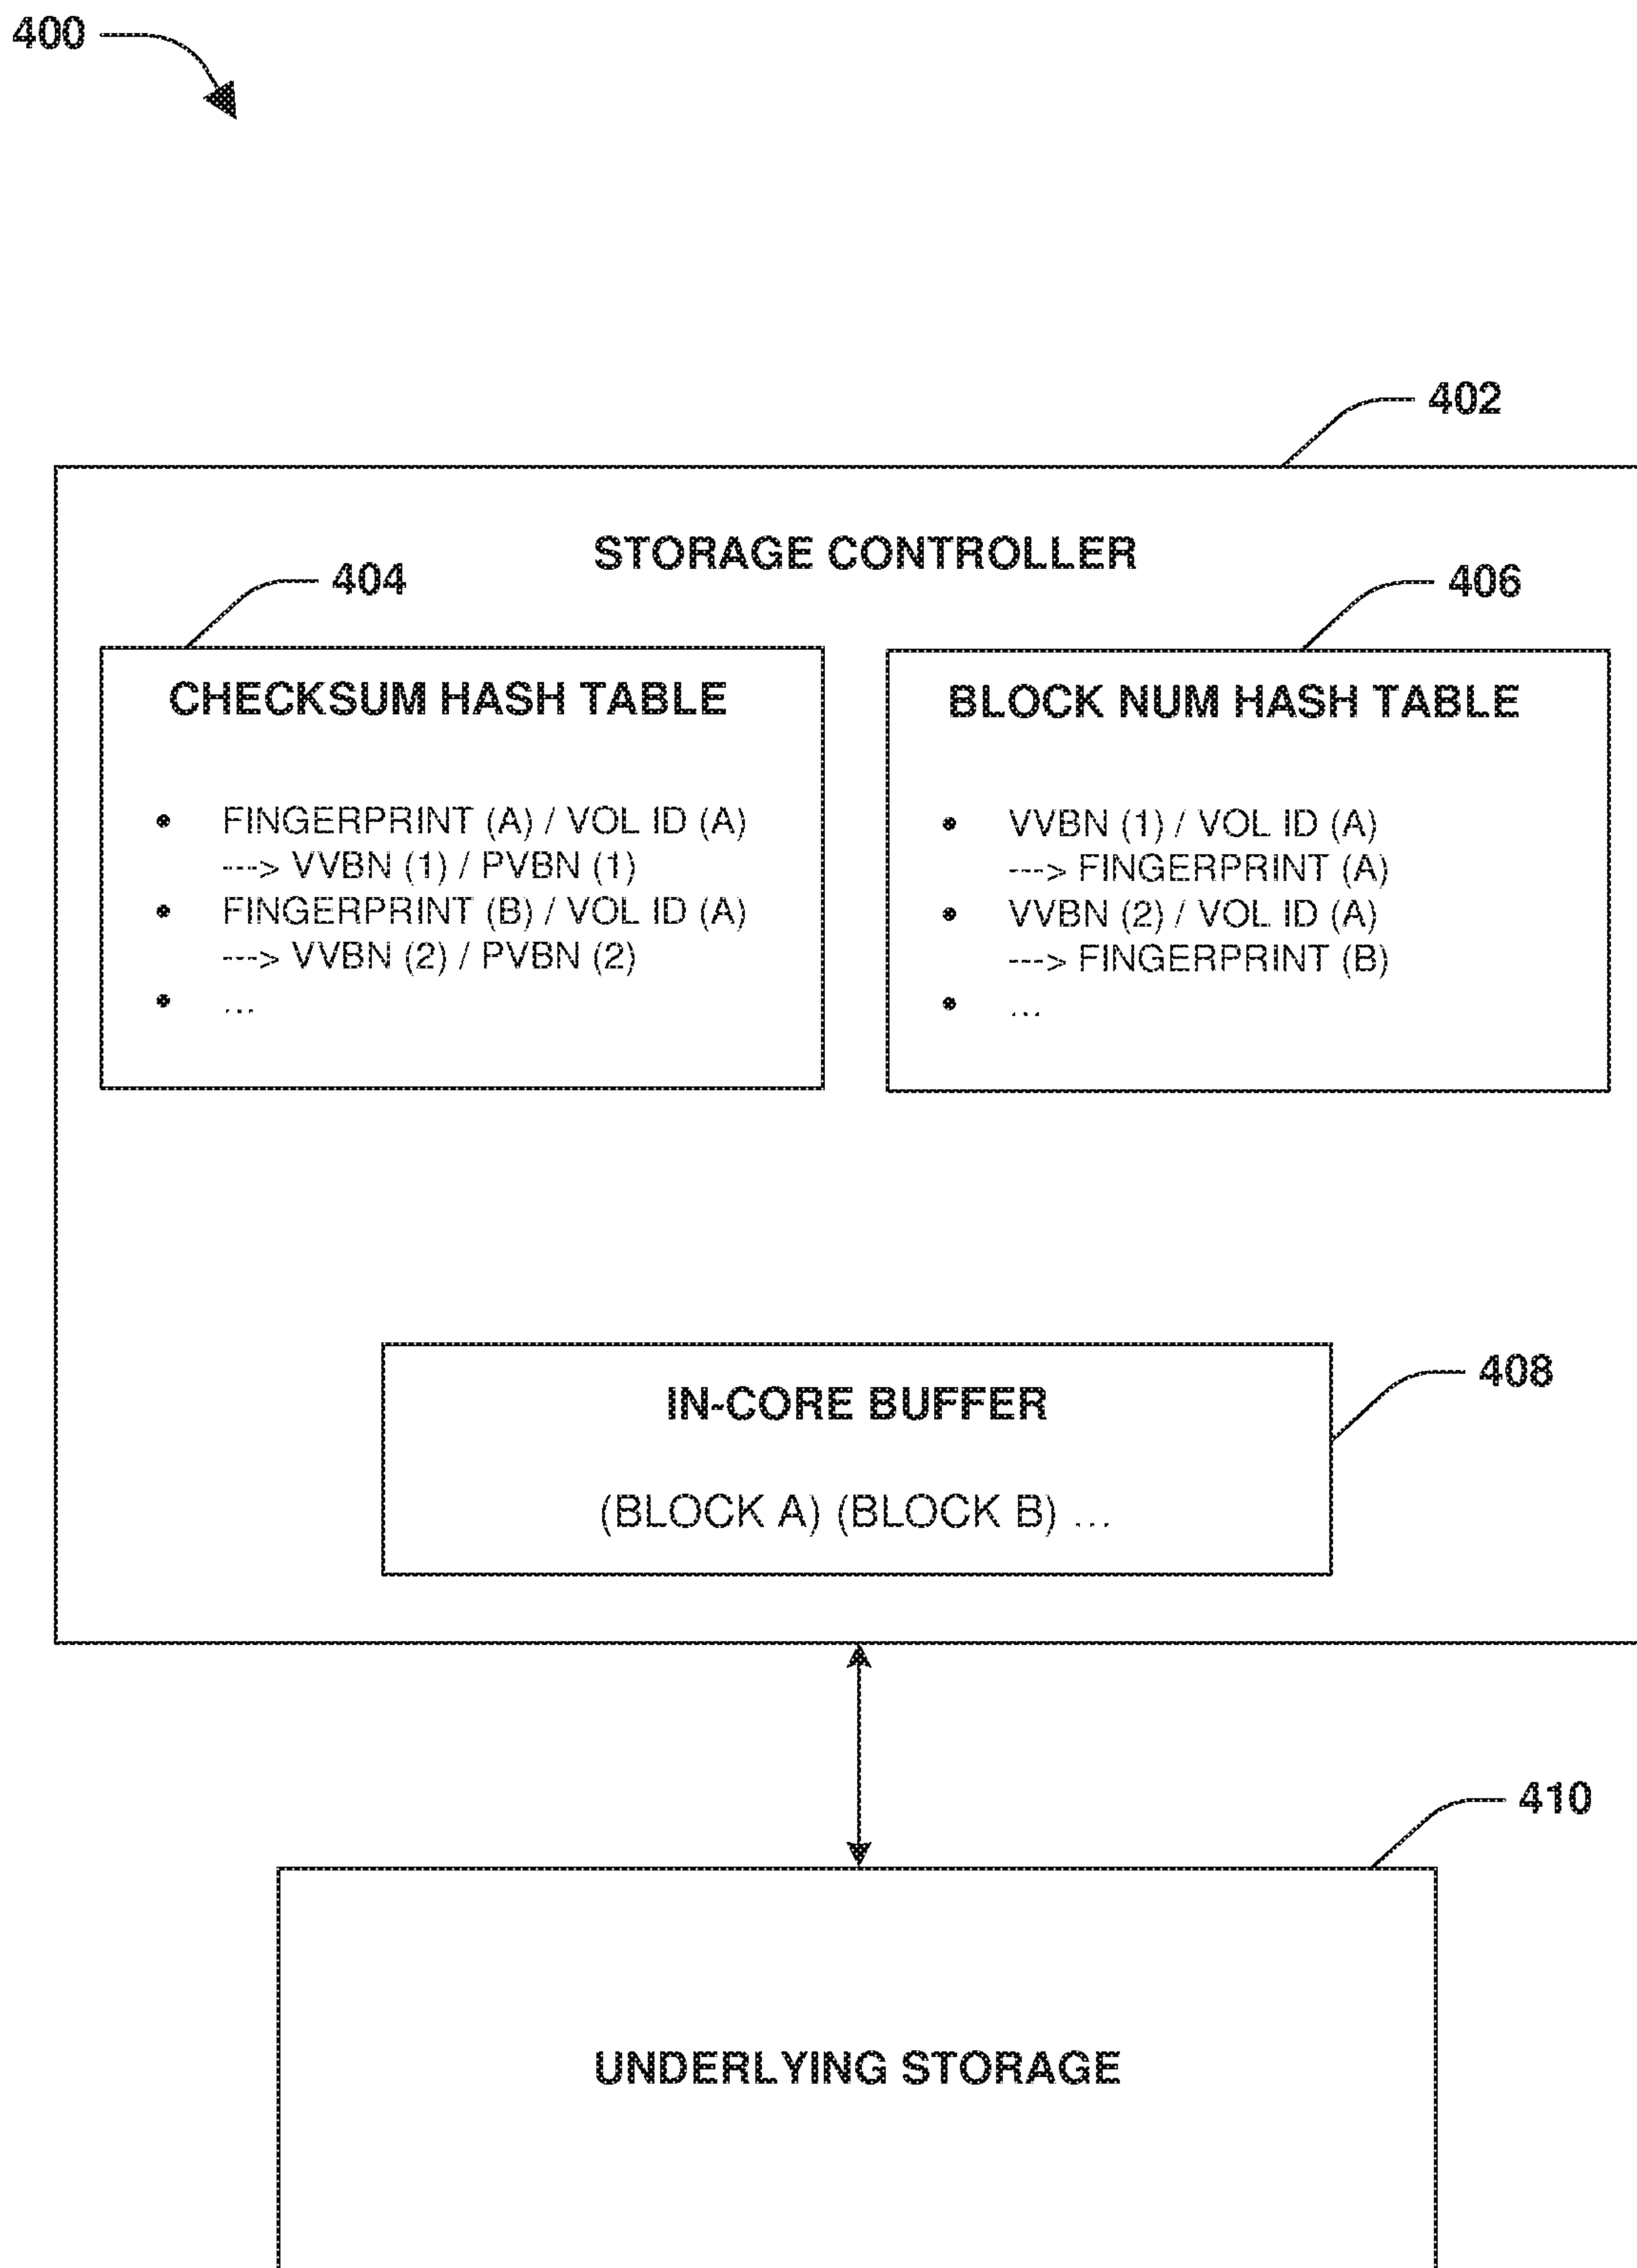 400
402
STORAGE CONTROLLER
404
406
CHECKSUM HASH TABLE
• FINGERPRINT (A) / VOL ID (A)
---> VVBN (1) / PVBN (1)
• FINGERPRINT (B) / VOL ID (A)
---> VVBN (2) / PVBN (2)
• ...
BLOCK NUM HASH TABLE
• VVBN (1) / VOL ID (A)
---> FINGERPRINT (A)
• VVBN (2) / VOL ID (A)
---> FINGERPRINT (B)
• ...
408
IN-CORE BUFFER
(BLOCK A) (BLOCK B) ...
410
UNDERLYING STORAGE